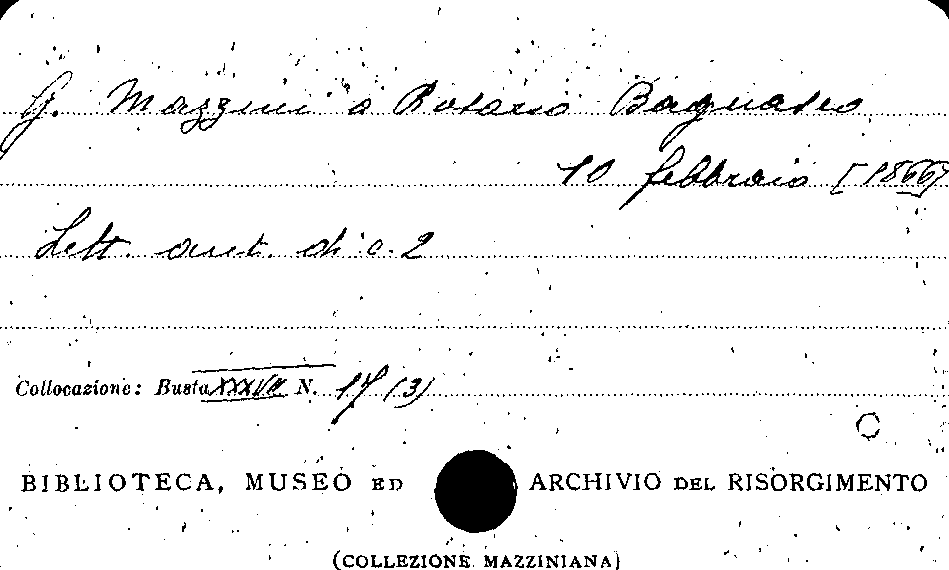 G. Mazzini a Rosario Bagnasco
10 febbraio [1866]
Lett. aut. di c. 2
Collocazione: Busta XXXVII N. 17 (3)
BIBLIOTECA, MUSEO ED ARCHIVIO DEL RISORGIMENTO
(COLLEZIONE MAZZINIANA)